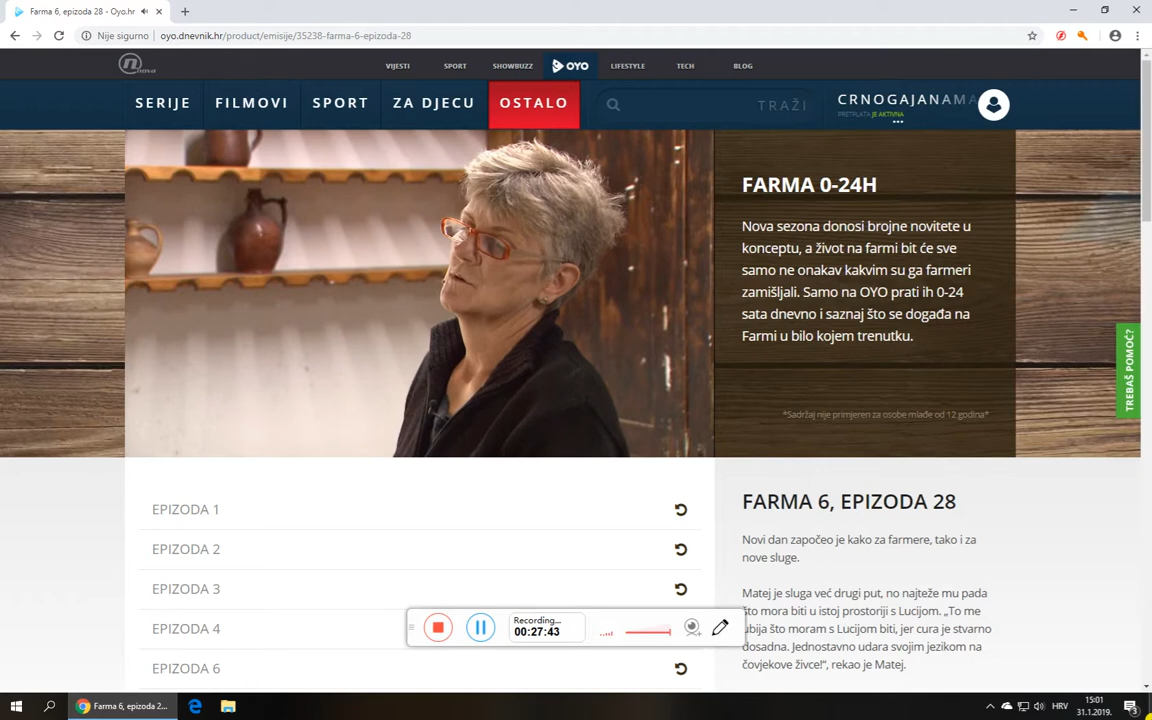 Farma 6, epizoda 28 - Oyo.hr
Nije sigurno
oyo.dnevnik.hr/product/emisije/35238-farma-6-epizoda-28
nova
VIJESTI
SPORT
SHOWBUZZ
OYO
LIFESTYLE
TECH
BLOG
SERIJE
FILMOVI
SPORT
ZA DJECU
OSTALO
TRAŽI
CRNOGAJANAMA
PRETPLATA JE AKTIVNA
FARMA 0-24H
Nova sezona donosi brojne novitete u
konceptu, a život na farmi bit će sve
samo ne onakav kakvim su ga farmeri
zamišljali. Samo na OYO prati ih 0-24
sata dnevno i saznaj što se događa na
Farmi u bilo kojem trenutku.
*Sadržaj nije primjeren za osobe mlađe od 12 godina*
TREBAŠ POMOĆ?
EPIZODA 1
EPIZODA 2
EPIZODA 3
EPIZODA 4
EPIZODA 6
FARMA 6, EPIZODA 28
Novi dan započeo je kako za farmere, tako i za
nove sluge.
Matej je sluga već drugi put, no najteže mu pada
što mora biti u istoj prostoriji s Lucijom. „To me
ubija što moram s Lucijom biti, jer cura je stvarno
dosadna. Jednostavno udara svojim jezikom na
čovjekove živce!“, rekao je Matej.
Recording...
00:27:43
Farma 6, epizoda 2...
HRV
15:01
31.1.2019.
3